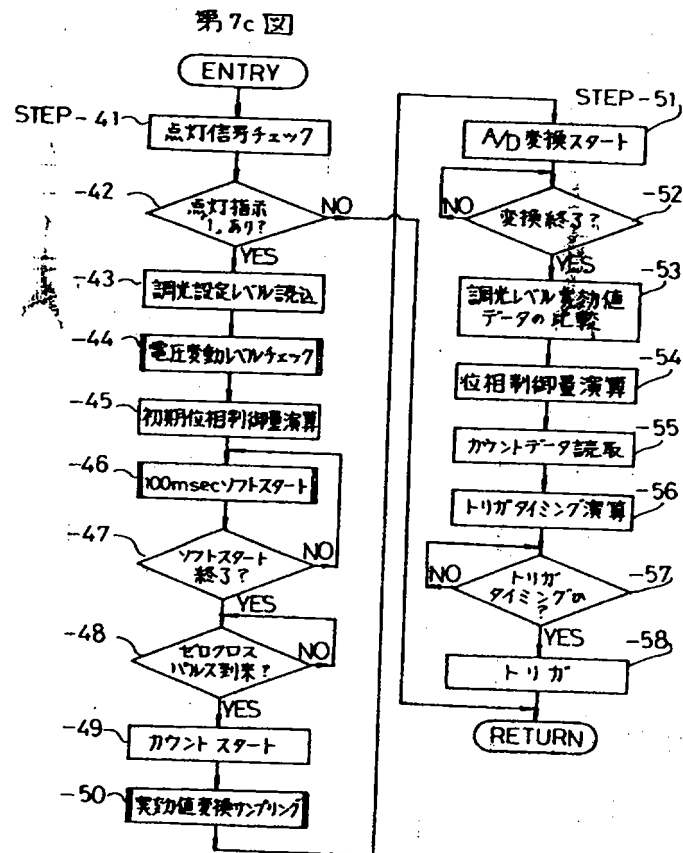 第7c図
ENTRY
STEP-41
点灯信号チェック
-42
点灯指示
「1」あり?
NO
YES
-43
調光設定レベル読込
-44
電圧変動レベルチェック
-45
初期位相制御量演算
-46
100msecソフトスタート
-47
ソフトスタート
終了?
NO
YES
-48
ゼロクロス
パルス到来?
NO
YES
-49
カウントスタート
-50
実効値変換サンプリング
STEP-51
A/D変換スタート
-52
変換終了?
YES
-53
調光レベル実効値
データの比較
-54
位相制御量演算
-55
カウントデータ読取
-56
トリガタイミング演算
-57
NO
トリガ
タイミング
?
YES
-58
トリガ
RETURN